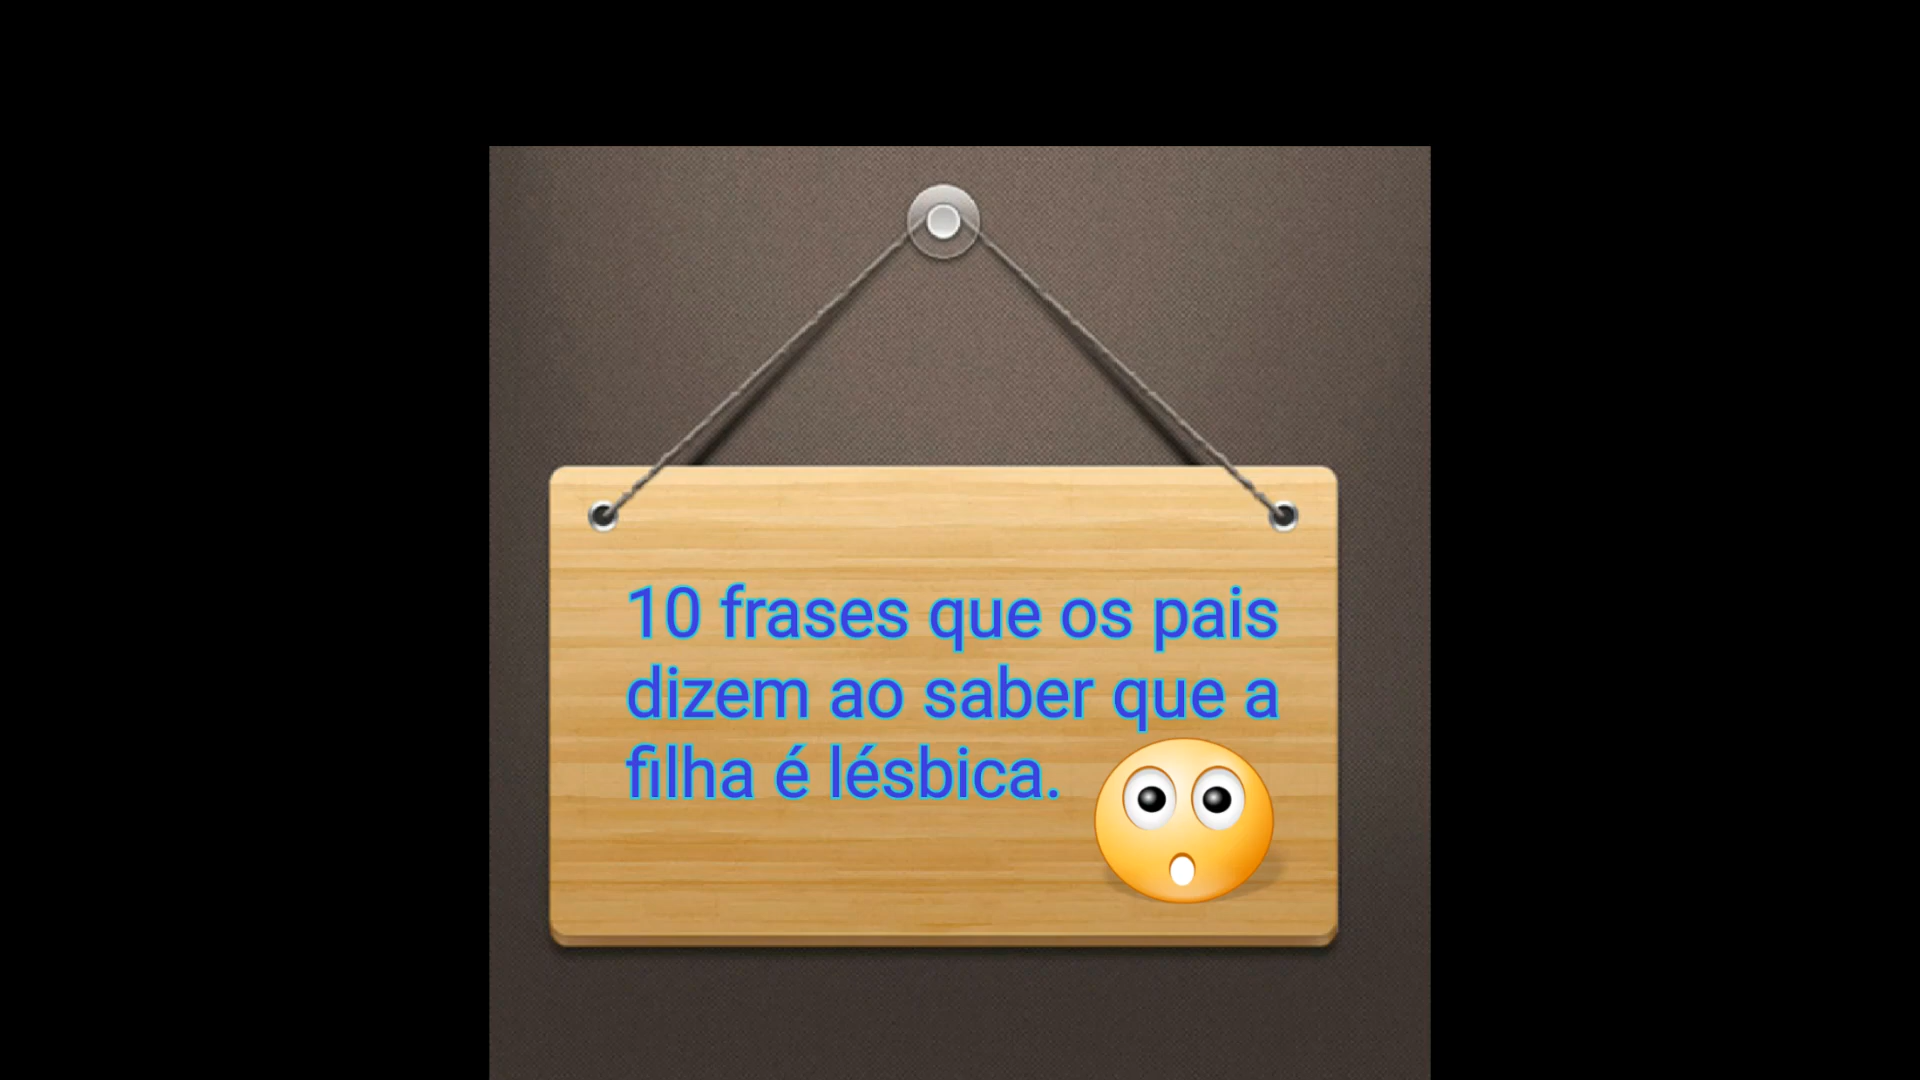 10 frases que os pais
dizem ao saber que a
filha é lésbica.